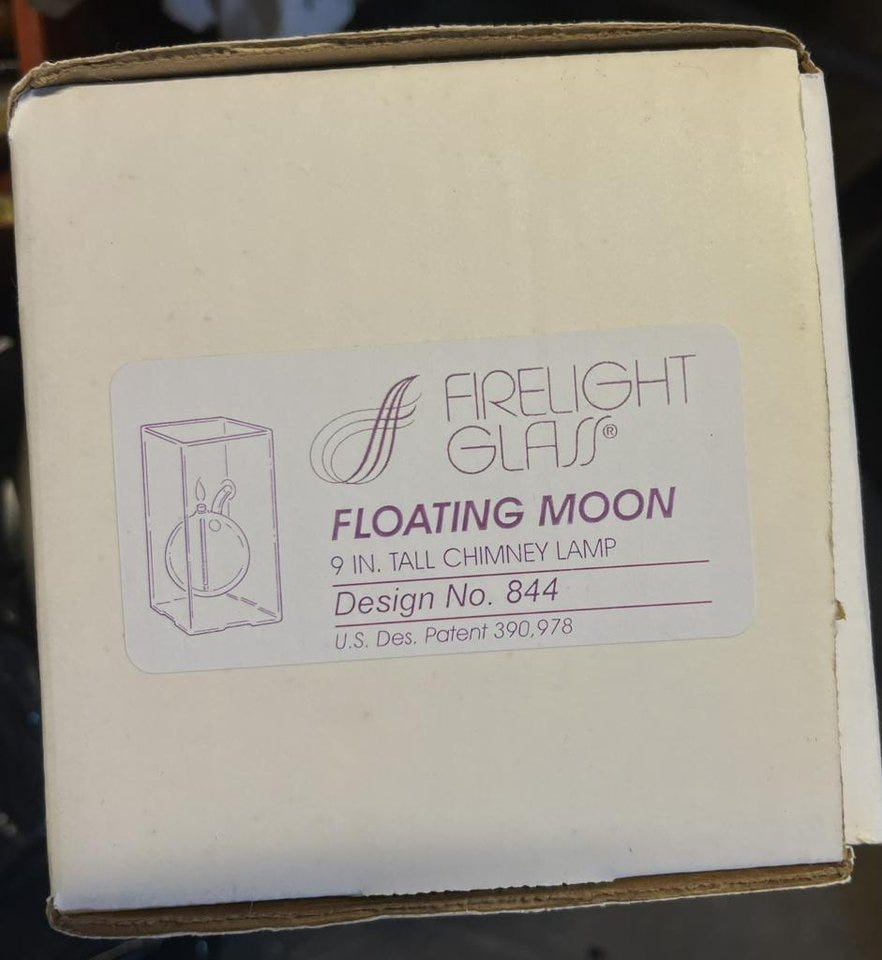 FIRELIGHT
GLASS®
FLOATING MOON
9 IN. TALL CHIMNEY LAMP
Design No. 844
U.S. Des. Patent 390,978